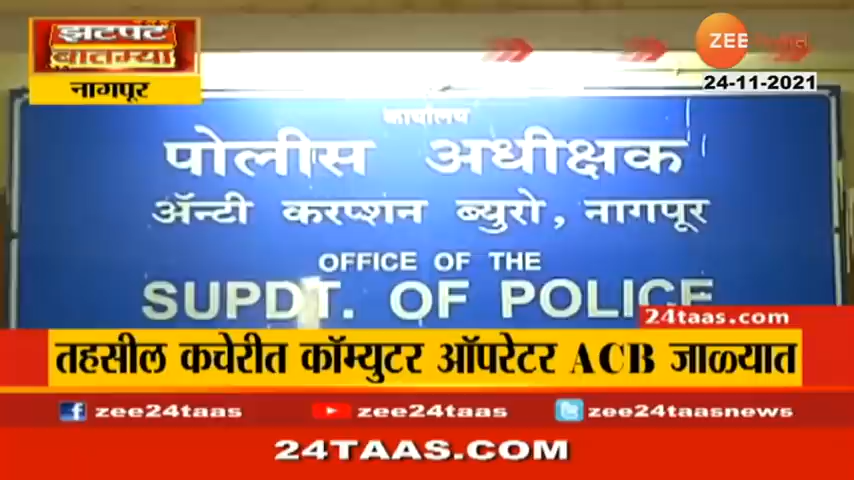 झटपट
बातम्या
नागपूर
ZEE
24-11-2021
कार्यालय
पोलीस अधीक्षक
ॲन्टी करप्शन ब्युरो, नागपूर
OFFICE OF THE
SUPDT. OF POLICE
24taas.com
तहसील कचेरीत कॉम्युटर ऑपरेटर ACB जाळ्यात
zee24taas
zee24taas
zee24taasnews
24TAAS.COM